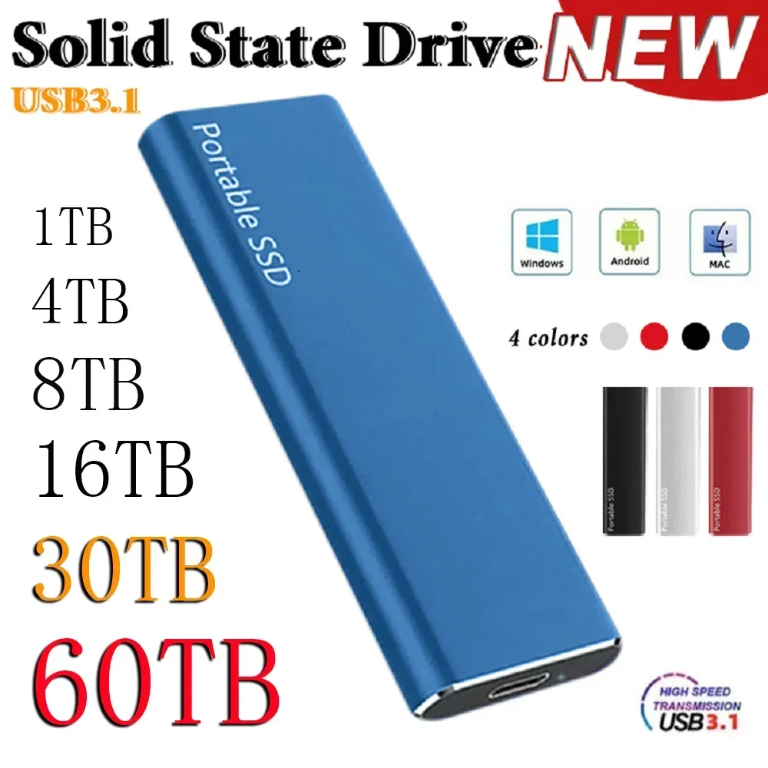 Solid State Drive
NEW
USB3.1
Portable SSD
1TB
4TB
8TB
16TB
30TB
60TB
Windows
Android
MAC
4 colors
Portable SSD
Portable SSD
Portable SSD
HIGH SPEED
TRANSMISSION
USB3.1